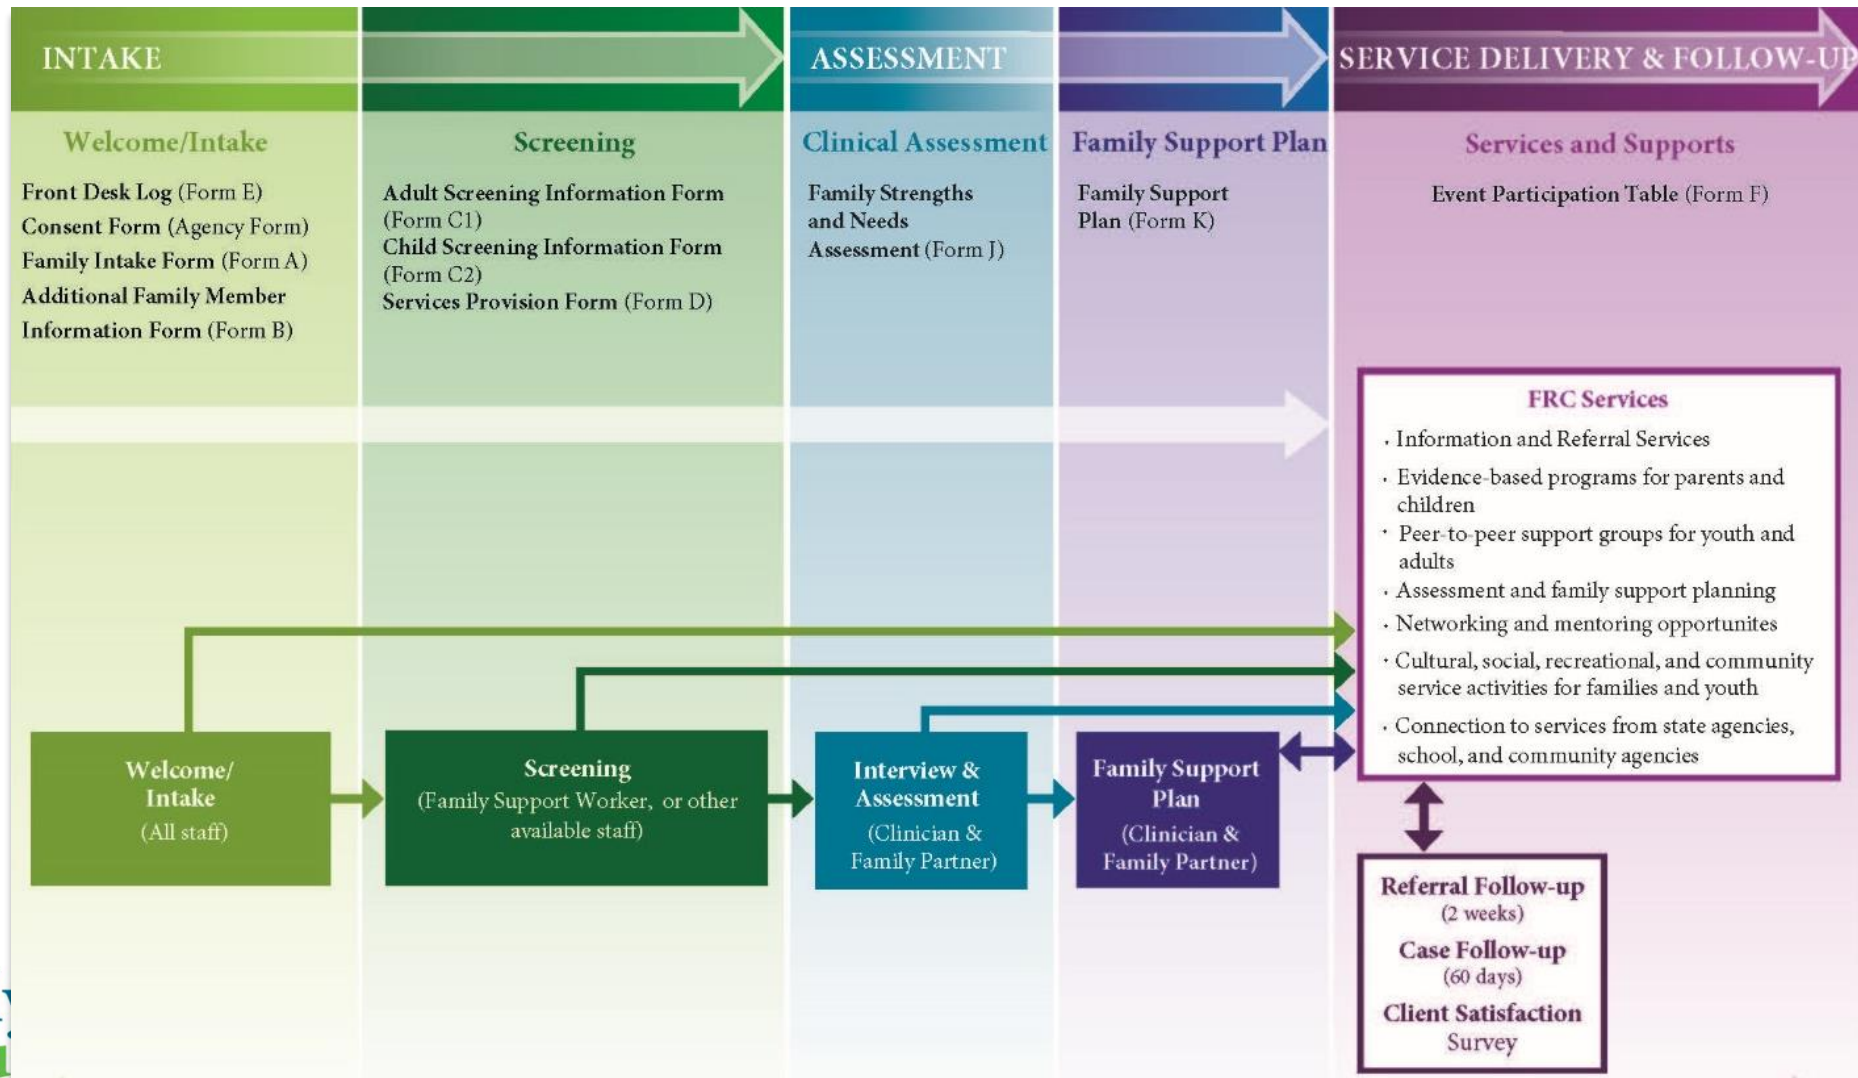 INTAKE
ASSESSMENT
SERVICE DELIVERY & FOLLOW-UP
Welcome/Intake
Front Desk Log (Form E)
Consent Form (Agency Form)
Family Intake Form (Form A)
Additional Family Member
Information Form (Form B)
Screening
Adult Screening Information Form
(Form C1)
Child Screening Information Form
(Form C2)
Services Provision Form (Form D)
Clinical Assessment
Family Strengths
and Needs
Assessment (Form J)
Family Support Plan
Family Support
Plan (Form K)
Services and Supports
Event Participation Table (Form F)
FRC Services
· Information and Referral Services
· Evidence-based programs for parents and
children
· Peer-to-peer support groups for youth and
adults
· Assessment and family support planning
· Networking and mentoring opportunites
· Cultural, social, recreational, and community
service activities for families and youth
· Connection to services from state agencies,
school, and community agencies
Welcome/
Intake
(All staff)
Screening
(Family Support Worker, or other
available staff)
Interview &
Assessment
(Clinician &
Family Partner)
Family Support
Plan
(Clinician &
Family Partner)
Referral Follow-up
(2 weeks)
Case Follow-up
(60 days)
Client Satisfaction
Survey